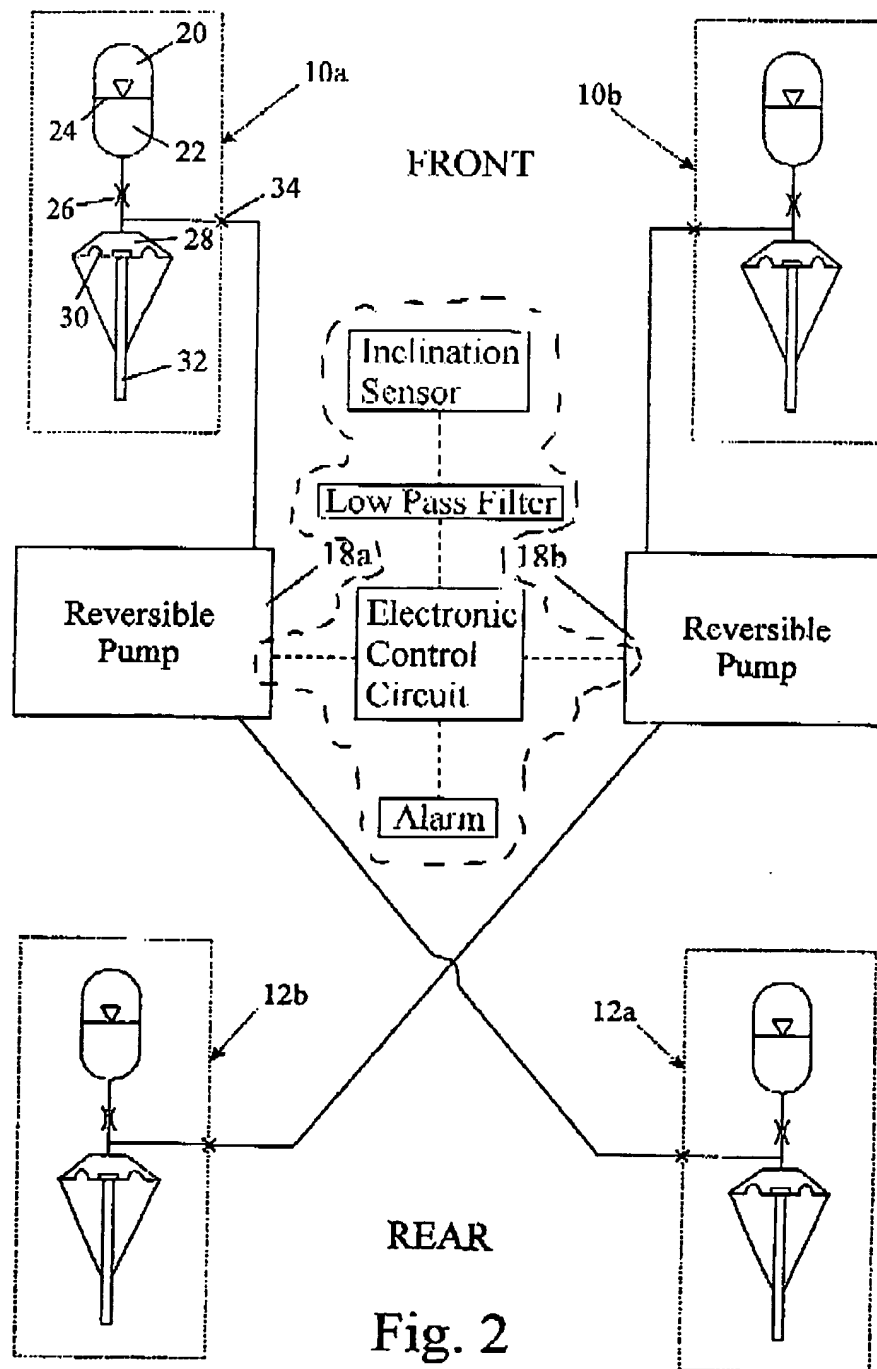 20
10a
10b
24
22
FRONT
26
34
28
30
32
Inclination
Sensor
Low Pass Filter
18a
18b
Reversible
Pump
Electronic
Control
Circuit
Reversible
Pump
Alarm
12b
12a
REAR
Fig. 2